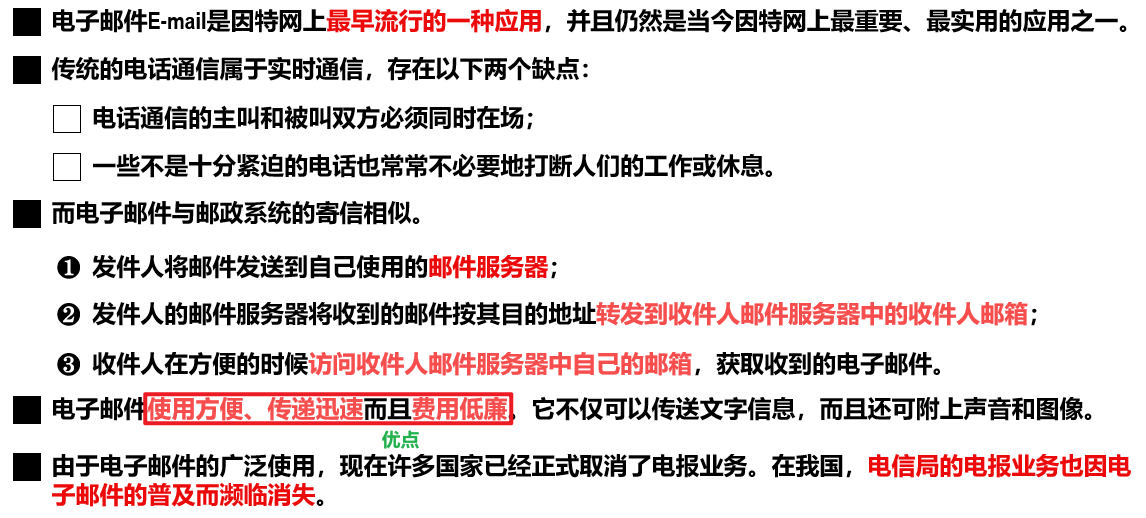 电子邮件E-mail是因特网上最早流行的一种应用，并且仍然是当今因特网上最重要、最实用的应用之一。
传统的电话通信属于实时通信，存在以下两个缺点：
电话通信的主叫和被叫双方必须同时在场；
一些不是十分紧迫的电话也常常不必要地打断人们的工作或休息。
而电子邮件与邮政系统的寄信相似。
❶ 发件人将邮件发送到自己使用的邮件服务器；
❷ 发件人的邮件服务器将收到的邮件按其目的地址转发到收件人邮件服务器中的收件人邮箱；
❸ 收件人在方便的时候访问收件人邮件服务器中自己的邮箱，获取收到的电子邮件。
电子邮件使用方便、传递迅速而且费用低廉。它不仅可以传送文字信息，而且还可附上声音和图像。
优点
由于电子邮件的广泛使用，现在许多国家已经正式取消了电报业务。在我国，电信局的电报业务也因电
子邮件的普及而濒临消失。